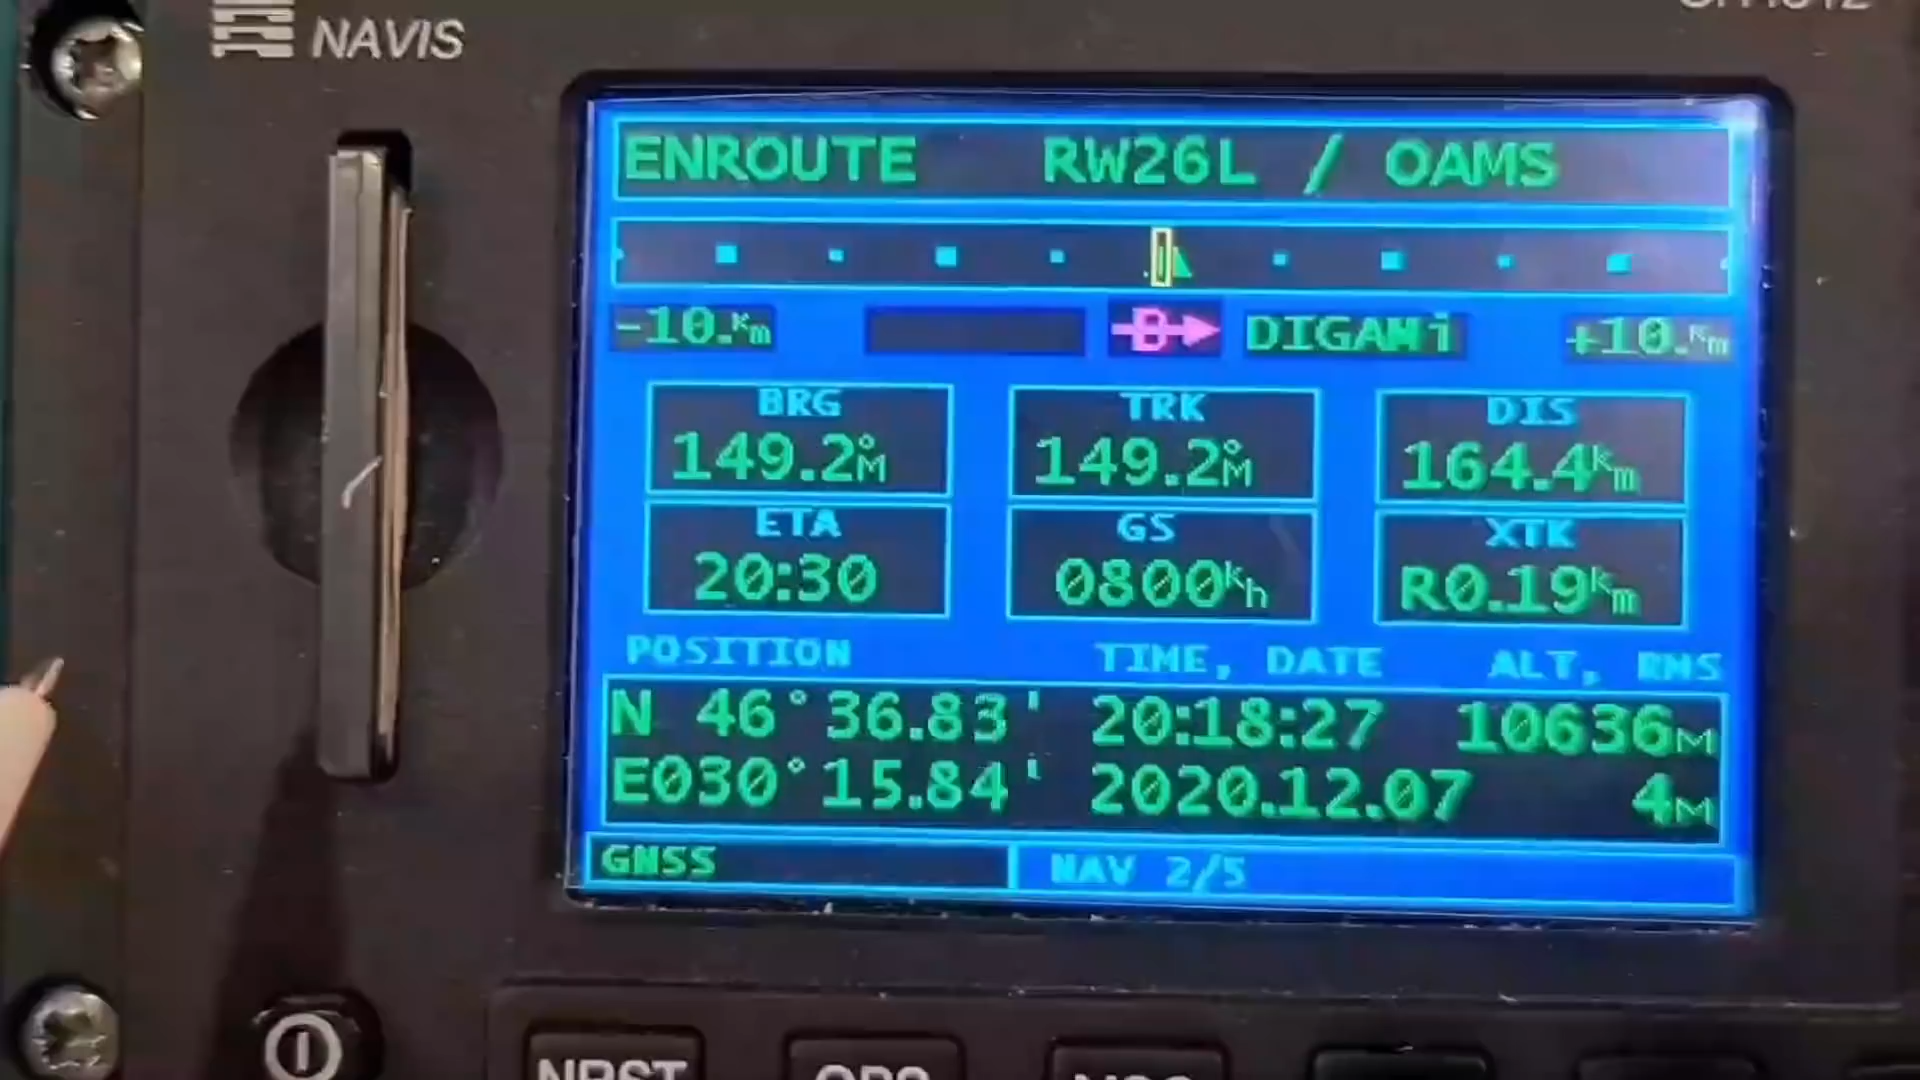 NAVIS
ENROUTE RW26L / OAMS
-10.Km D DIGAMi +10.Km
BRG TRK DIS
149.2°M 149.2°M 164.4Km
ETA GS XTK
20:30 0800Kh R0.19Km
POSITION TIME, DATE ALT, RMS
N 46°36.83' 20:18:27 10636M
E030°15.84' 2020.12.07 4M
GNSS NAV 2/5
NRST